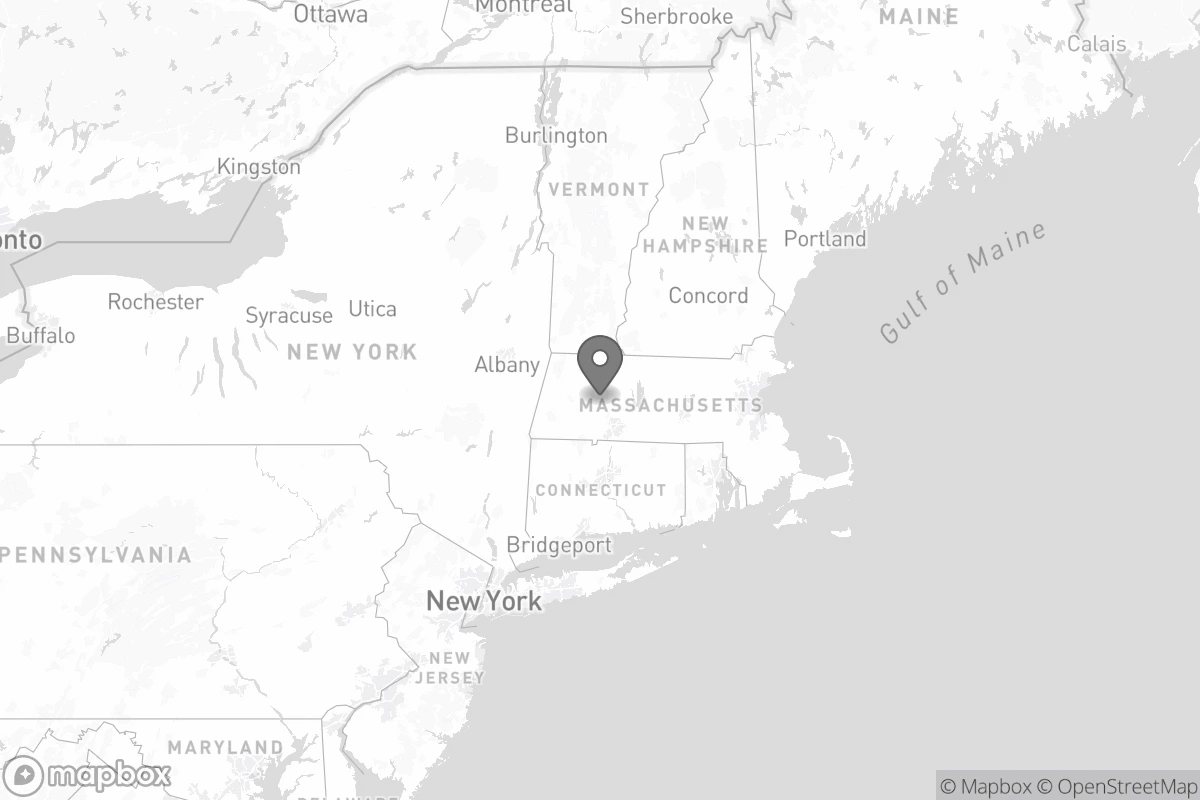 Ottawa
Montreal
Sherbrooke
MAINE
Calais
Burlington
Kingston
VERMONT
NEW
HAMPSHIRE
Portland
onto
Gulf of Maine
Rochester
Syracuse
Utica
Concord
Buffalo
NEW YORK
Albany
MASSACHUSETTS
CONNECTICUT
Bridgeport
PENNSYLVANIA
New York
NEW
JERSEY
MARYLAND
mapbox
DELAWARE
© Mapbox © OpenStreetMap